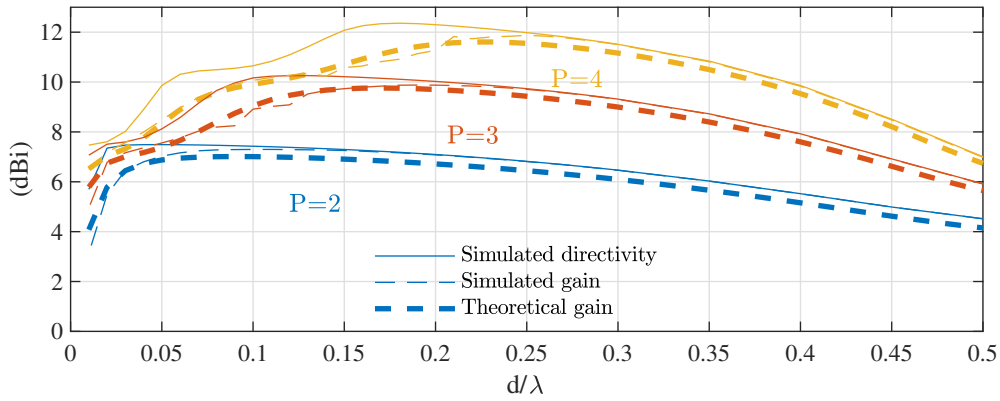 12
10
8
6
4
2
0
(dBi)
P=4
P=3
P=2
Simulated directivity
Simulated gain
Theoretical gain
0 0.05 0.1 0.15 0.2 0.25 0.3 0.35 0.4 0.45 0.5
d/λ